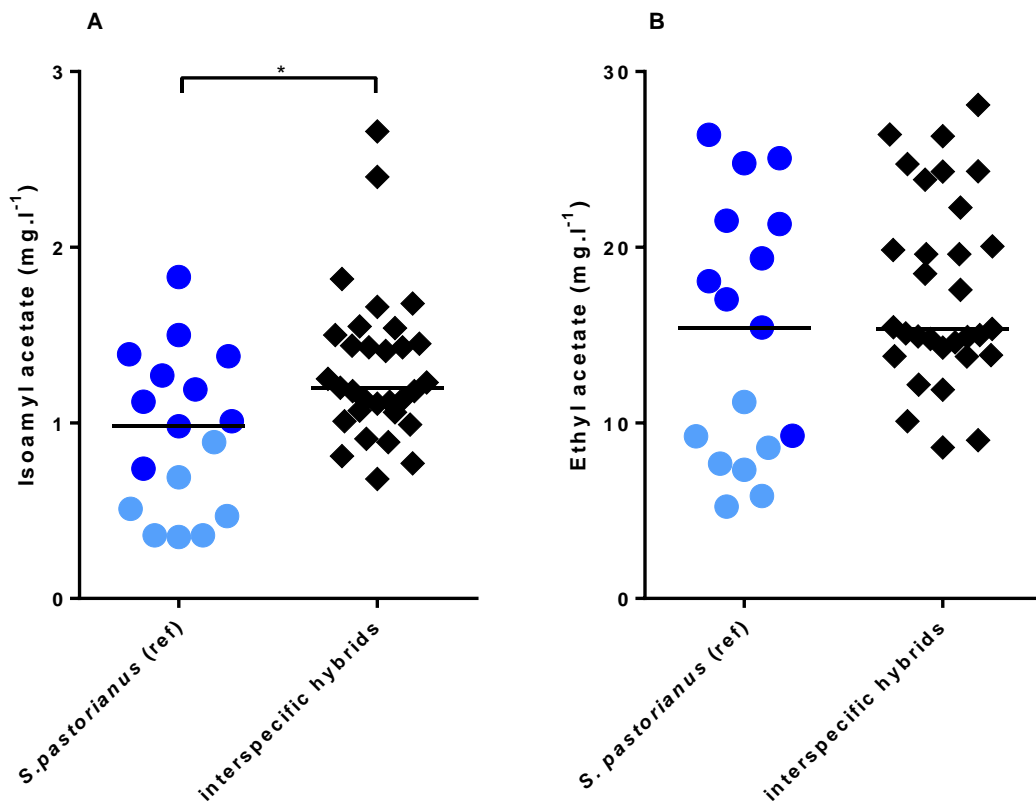 A
B
*
3
2
1
0
Isoamyl acetate (mg.l-1)
S.pastorianus (ref)
interspecific hybrids
30
20
10
0
Ethyl acetate (mg.l-1)
S. pastorianus (ref)
interspecific hybrids